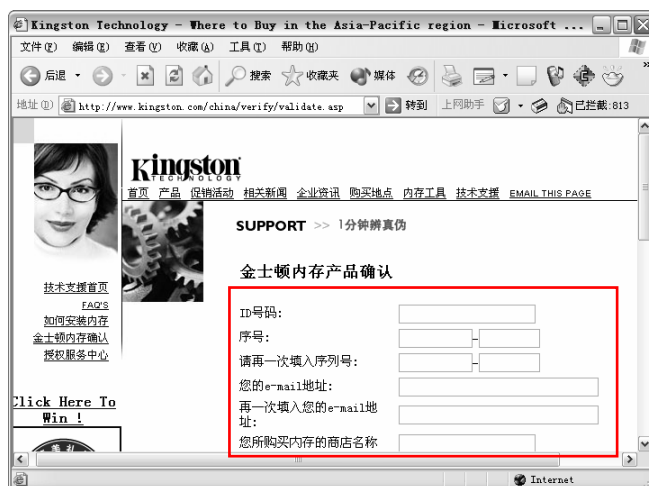 Kingston Technology - Where to Buy in the Asia-Pacific region - Microsoft ...
文件(F) 编辑(E) 查看(V) 收藏(A) 工具(T) 帮助(H)
后退 搜索 收藏夹 媒体
地址(D) http://www.kingston.com/china/verify/validate.asp 转到 上网助手 已拦截:813
Kingston
TECHNOLOGY
首页 产品 促销活动 相关新闻 企业资讯 购买地点 内存工具 技术支援 EMAIL THIS PAGE
SUPPORT >> 1分钟辨真伪
金士顿内存产品确认
技术支援首页
FAQ'S
如何安装内存
金士顿内存确认
授权服务中心
Click Here To
Win !
ID号码:
序号: -
请再一次填入序列号: -
您的e-mail地址:
再一次填入您的e-mail地
址:
您所购买内存的商店名称
Internet